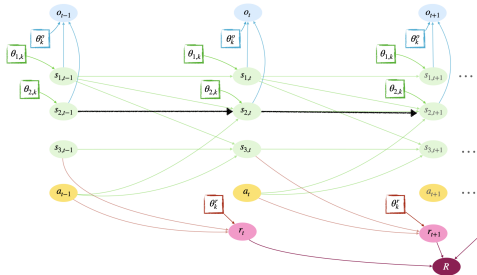 o_{t-1} o_t o_{t+1}
θ_k^o θ_k^o θ_k^o
θ_{1,k} θ_{1,k} θ_{1,k}
s_{1,t-1} s_{1,t} s_{1,t+1} ...
θ_{2,k} θ_{2,k} θ_{2,k}
s_{2,t-1} s_{2,t} s_{2,t+1}
s_{3,t-1} s_{3,t} s_{3,t+1} ...
a_{t-1} a_t a_{t+1} ...
θ_k^r θ_k^r
r_t r_{t+1}
R